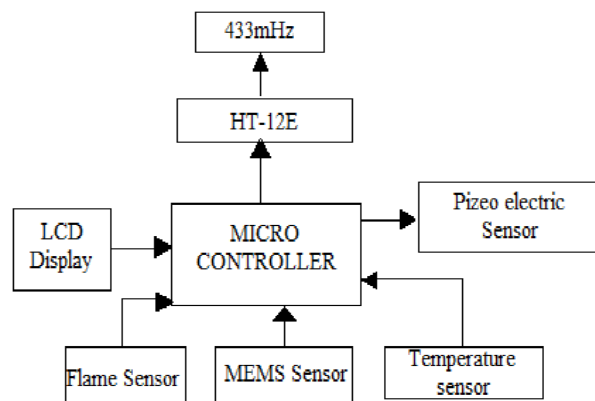 433mHz
HT-12E
LCD
Display
MICRO
CONTROLLER
Pizeo electric
Sensor
Flame Sensor
MEMS Sensor
Temperature
sensor